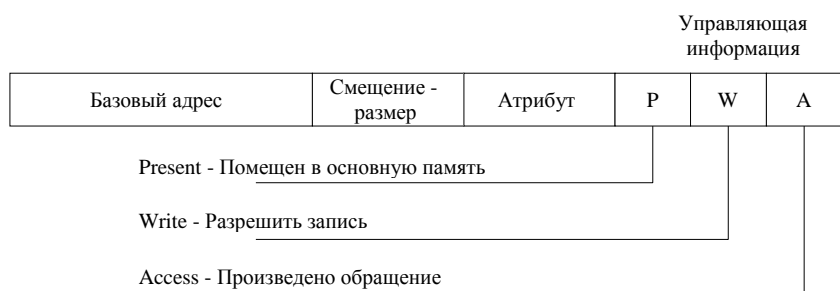 Управляющая
информация
Базовый адрес
Смещение -
размер
Атрибут
P
W
A
Present - Помещен в основную память
Write - Разрешить запись
Access - Произведено обращение